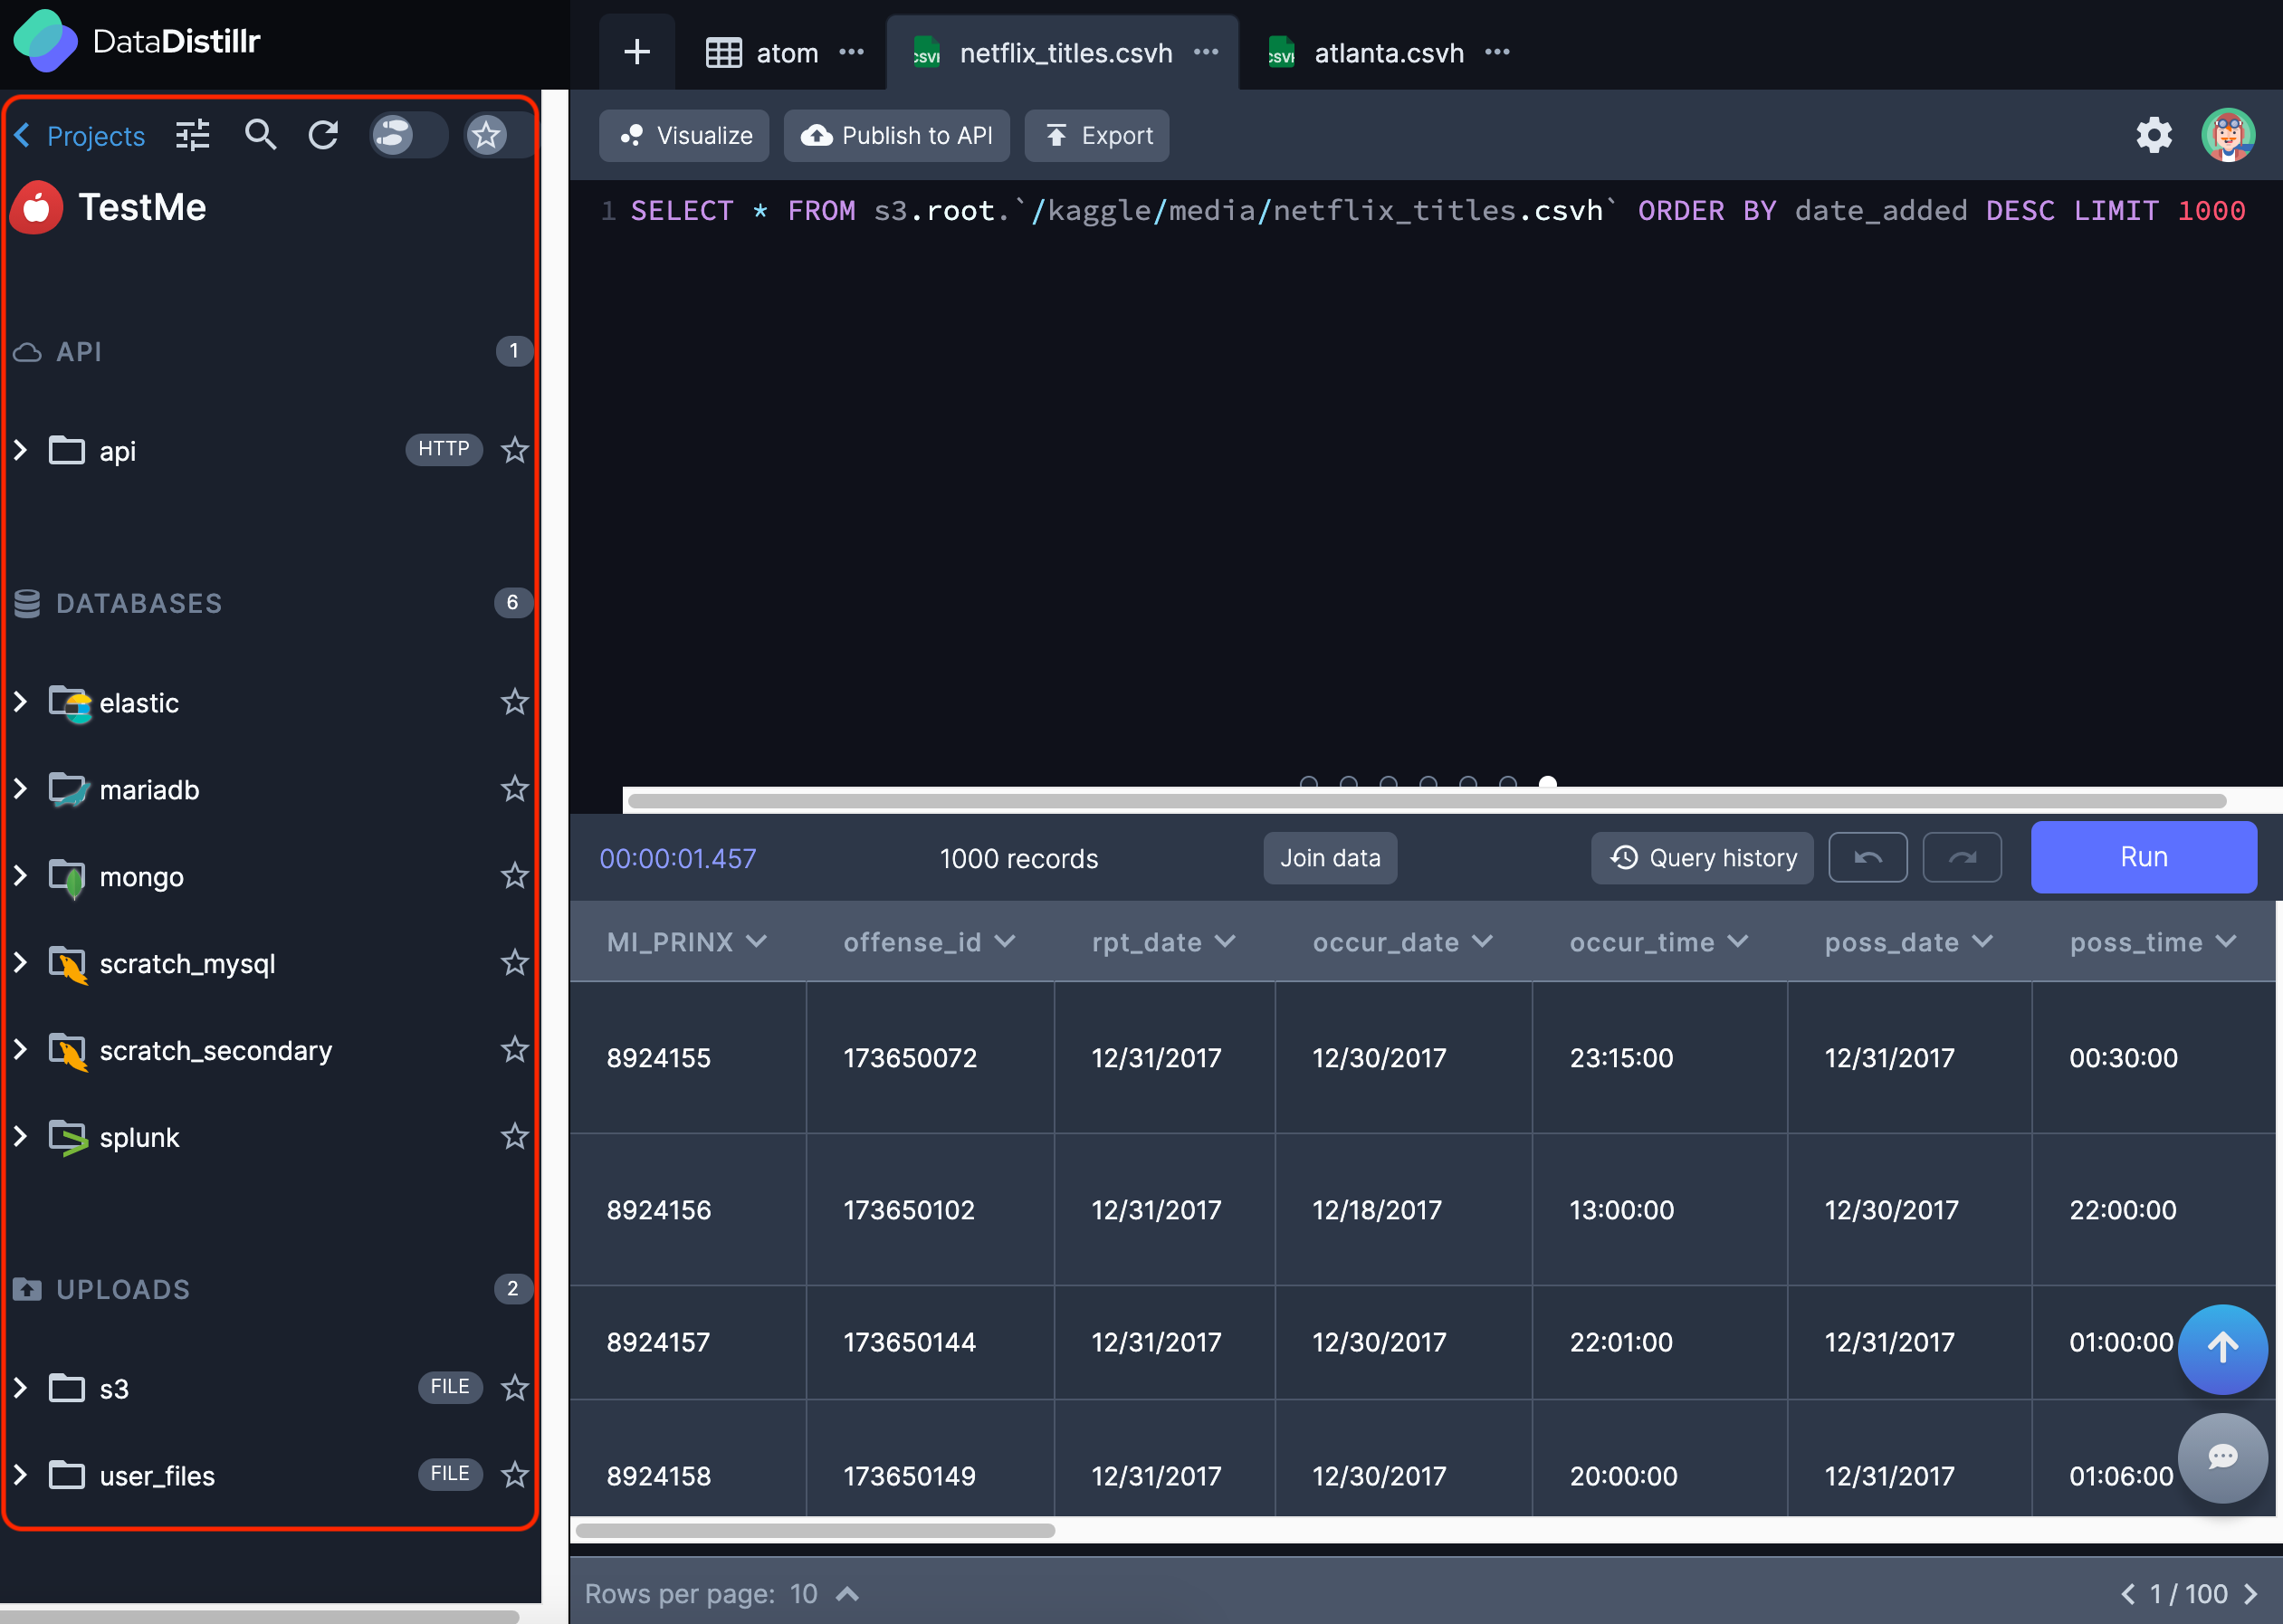 DataDistillr
atom
netflix_titles.csvh
atlanta.csvh
Projects
Visualize
Publish to API
Export
TestMe
1 SELECT * FROM s3.root.`/kaggle/media/netflix_titles.csvh` ORDER BY date_added DESC LIMIT 1000
API 1
api HTTP
DATABASES 6
elastic
mariadb
mongo
scratch_mysql
scratch_secondary
splunk
UPLOADS 2
s3 FILE
user_files FILE
00:00:01.457 1000 records Join data Query history Run
MI_PRINX offense_id rpt_date occur_date occur_time poss_date poss_time
8924155 173650072 12/31/2017 12/30/2017 23:15:00 12/31/2017 00:30:00
8924156 173650102 12/31/2017 12/18/2017 13:00:00 12/30/2017 22:00:00
8924157 173650144 12/31/2017 12/30/2017 22:01:00 12/31/2017 01:00:00
8924158 173650149 12/31/2017 12/30/2017 20:00:00 12/31/2017 01:06:00
Rows per page: 10
1 / 100